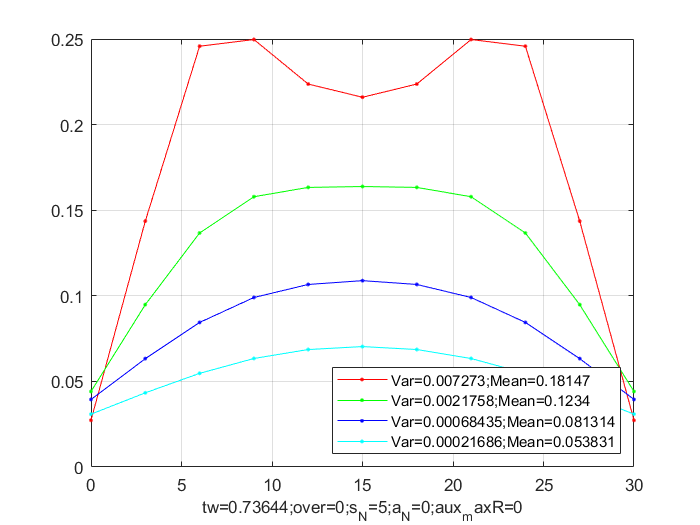 0.25
0.2
0.15
0.1
0.05
0
0 5 10 15 20 25 30
Var=0.007273;Mean=0.18147
Var=0.0021758;Mean=0.1234
Var=0.00068435;Mean=0.081314
Var=0.00021686;Mean=0.053831
tw=0.73644;over=0;s_N=5;a_N=0;aux_maxR=0